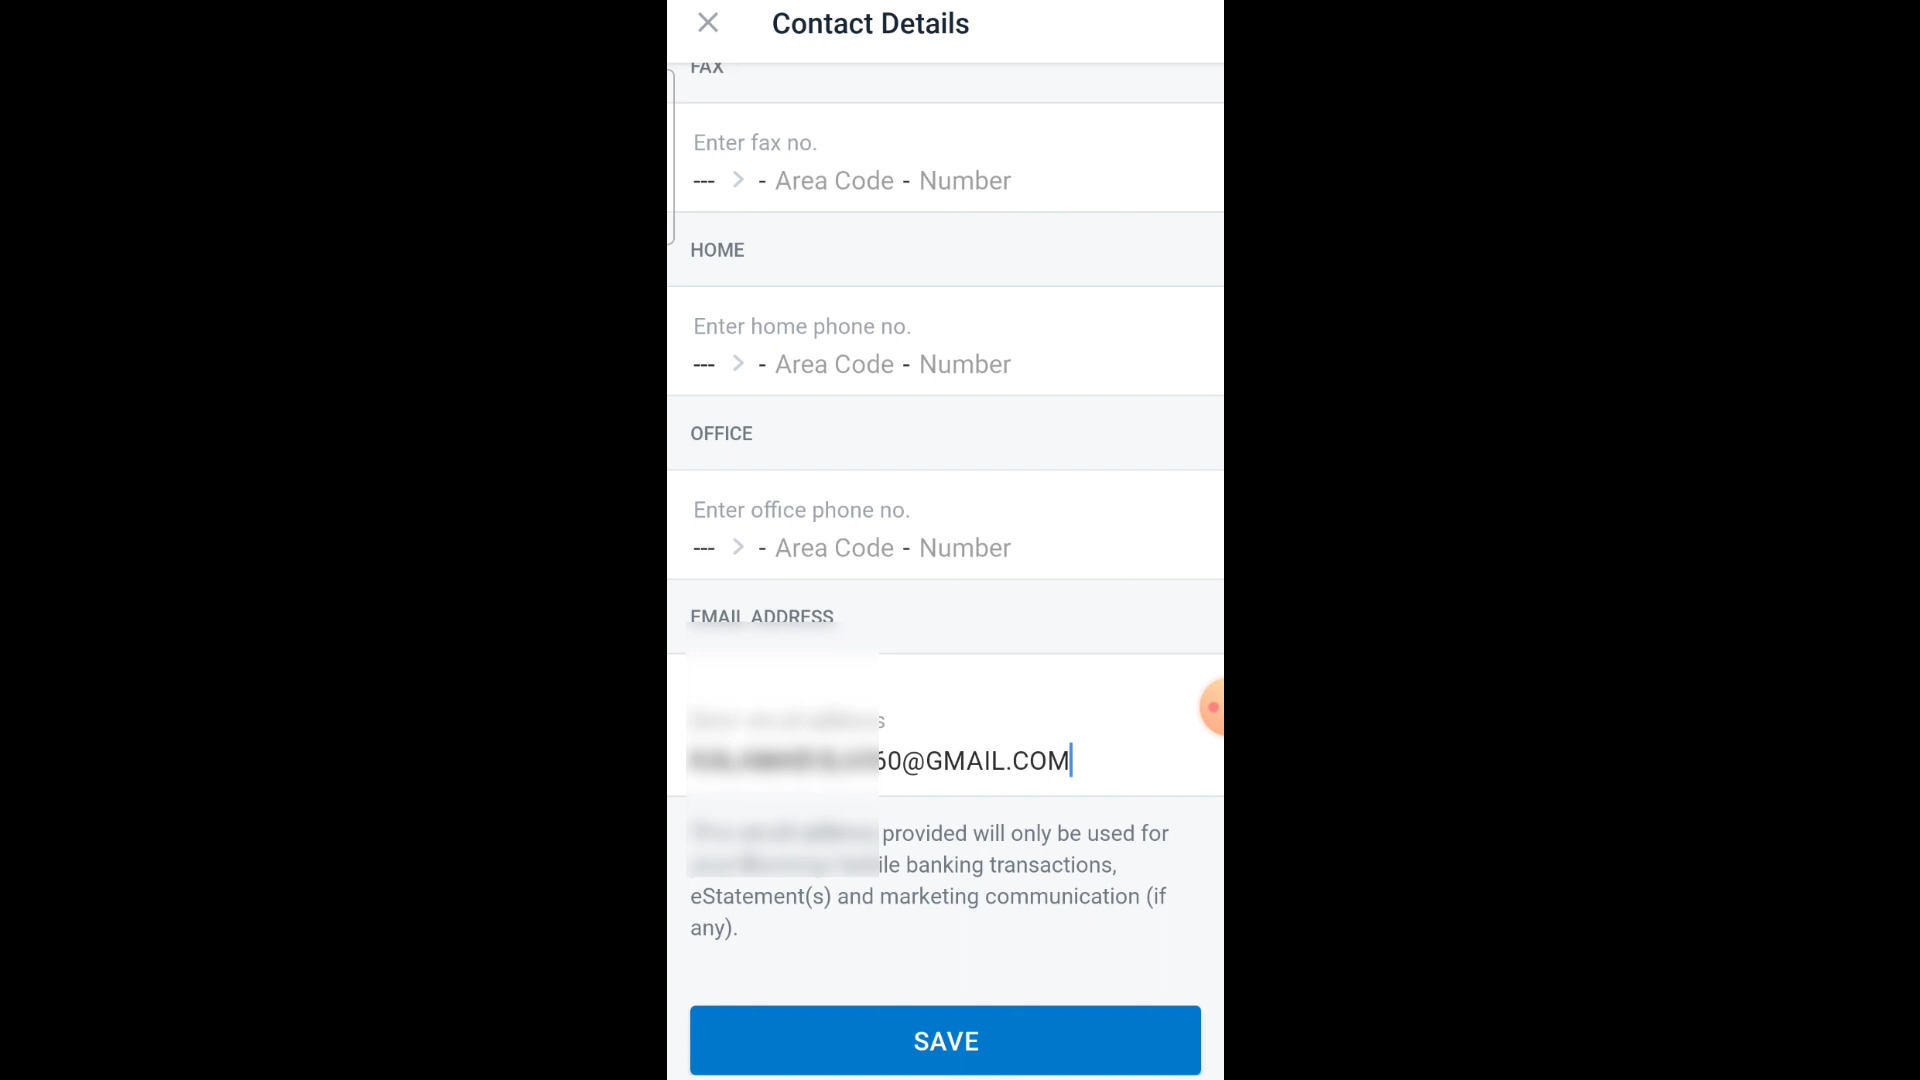 Contact Details
FAX
Enter fax no.
--- > - Area Code - Number
HOME
Enter home phone no.
--- > - Area Code - Number
OFFICE
Enter office phone no.
--- > - Area Code - Number
EMAIL ADDRESS
60@GMAIL.COM
provided will only be used for
banking transactions,
eStatement(s) and marketing communication (if
any).
SAVE